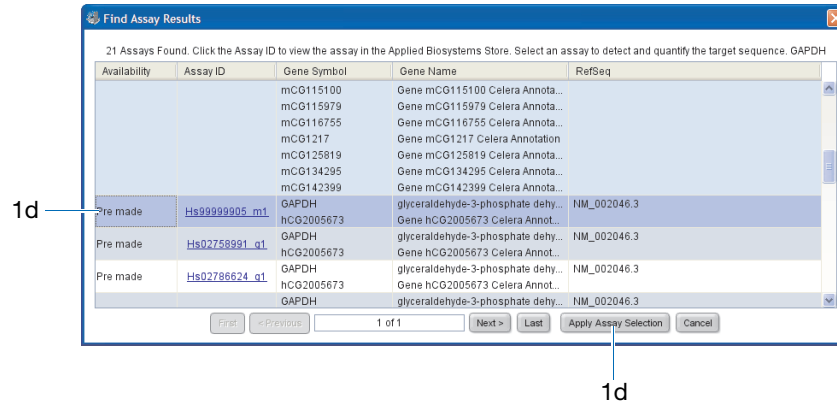 Find Assay Results
21 Assays Found. Click the Assay ID to view the assay in the Applied Biosystems Store. Select an assay to detect and quantify the target sequence. GAPDH
Availability Assay ID Gene Symbol Gene Name RefSeq
mCG115100 Gene mCG115100 Celera Annota...
mCG115979 Gene mCG115979 Celera Annota...
mCG116755 Gene mCG116755 Celera Annota...
mCG1217 Gene mCG1217 Celera Annotation
mCG125819 Gene mCG125819 Celera Annota...
mCG134295 Gene mCG134295 Celera Annota...
mCG142399 Gene mCG142399 Celera Annota...
1d Pre made Hs99999905_m1 GAPDH glyceraldehyde-3-phosphate dehy... NM_002046.3
hCG2005673 Gene hCG2005673 Celera Annot...
Pre made Hs02758991_g1 GAPDH glyceraldehyde-3-phosphate dehy... NM_002046.3
hCG2005673 Gene hCG2005673 Celera Annot...
Pre made Hs02786624_g1 GAPDH glyceraldehyde-3-phosphate dehy... NM_002046.3
hCG2005673 Gene hCG2005673 Celera Annot...
GAPDH glyceraldehyde-3-phosphate dehy... NM_002046.3
First < Previous 1 of 1 Next > Last Apply Assay Selection Cancel
1d